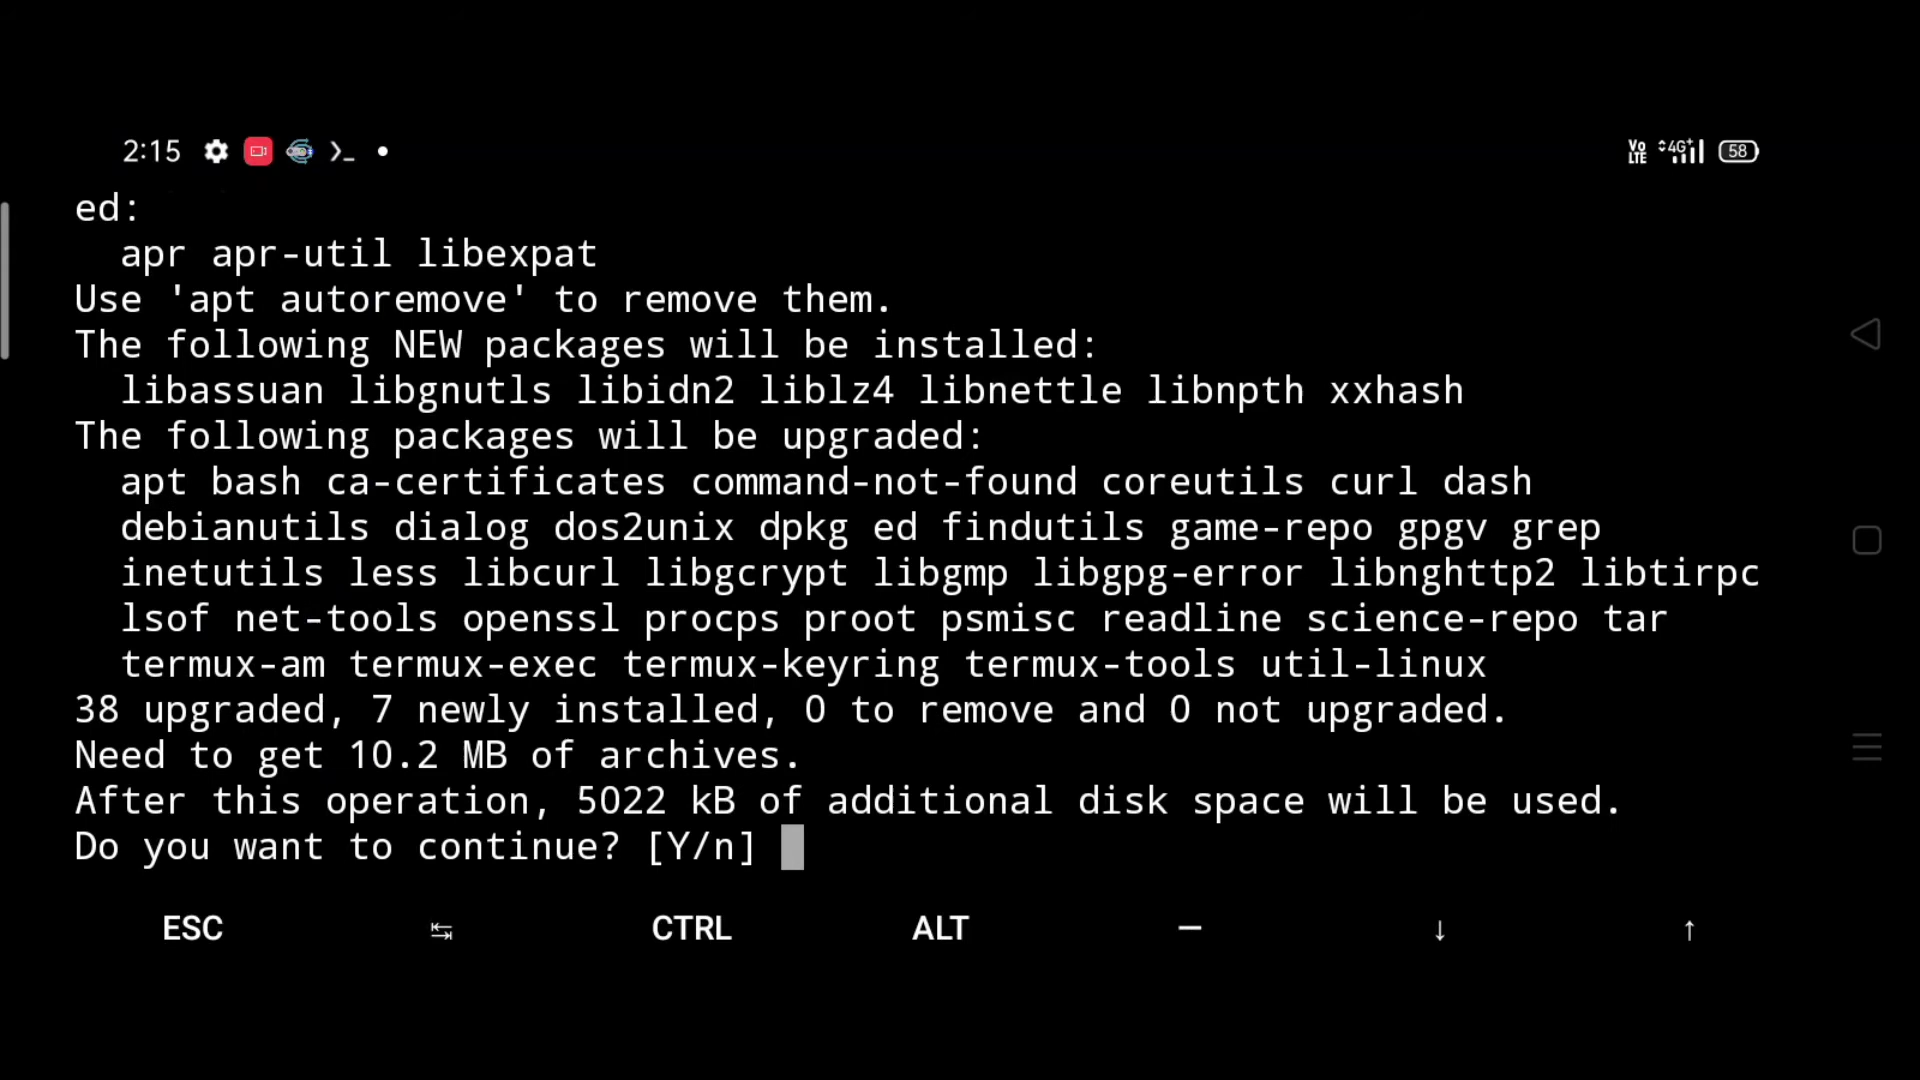 2:15 Vo LTE 4G+ 58
ed:
apr apr-util libexpat
Use 'apt autoremove' to remove them.
The following NEW packages will be installed:
libassuan libgnutls libidn2 liblz4 libnettle libnpth xxhash
The following packages will be upgraded:
apt bash ca-certificates command-not-found coreutils curl dash
debianutils dialog dos2unix dpkg ed findutils game-repo gpgv grep
inetutils less libcurl libgcrypt libgmp libgpg-error libnghttp2 libtirpc
lsof net-tools openssl procps proot psmisc readline science-repo tar
termux-am termux-exec termux-keyring termux-tools util-linux
38 upgraded, 7 newly installed, 0 to remove and 0 not upgraded.
Need to get 10.2 MB of archives.
After this operation, 5022 kB of additional disk space will be used.
Do you want to continue? [Y/n]
ESC ↹ CTRL ALT — ↓ ↑